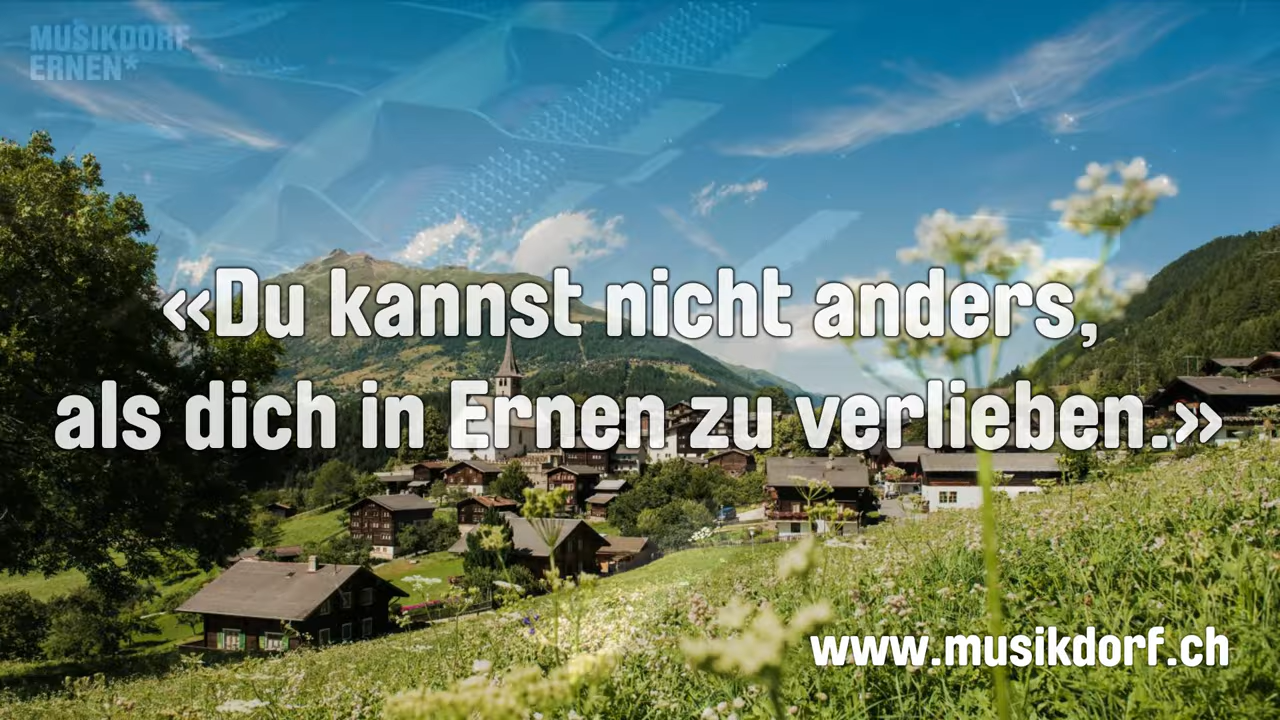 MUSIKDORF
ERNEN*
«Du kannst nicht anders,
als dich in Ernen zu verlieben.»
www.musikdorf.ch